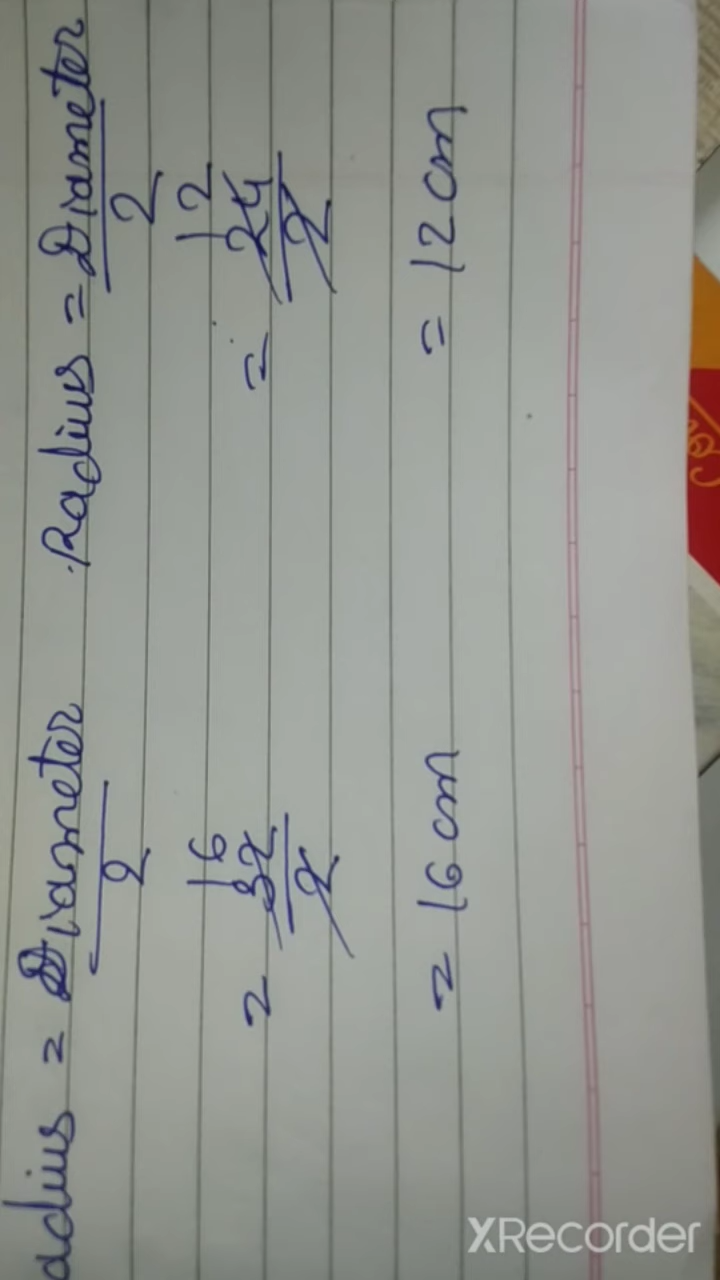 adius = Diameter / 2
= 32 / 2 16
= 16 cm
Radius = Diameter / 2
= 24 / 2 12
= 12 cm
XRecorder